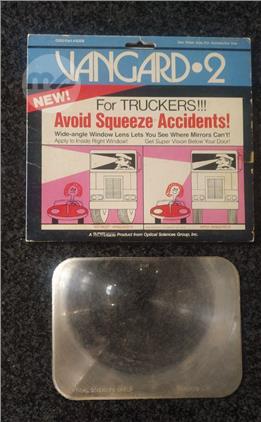 VANGARD•2
NEW!
For TRUCKERS!!!
Avoid Squeeze Accidents!
Wide-angle Window Lens Lets You See Where Mirrors Can't!
Apply to Inside Right Window! Get Super Vision Below Your Door!
Product from Optical Sciences Group, Inc.